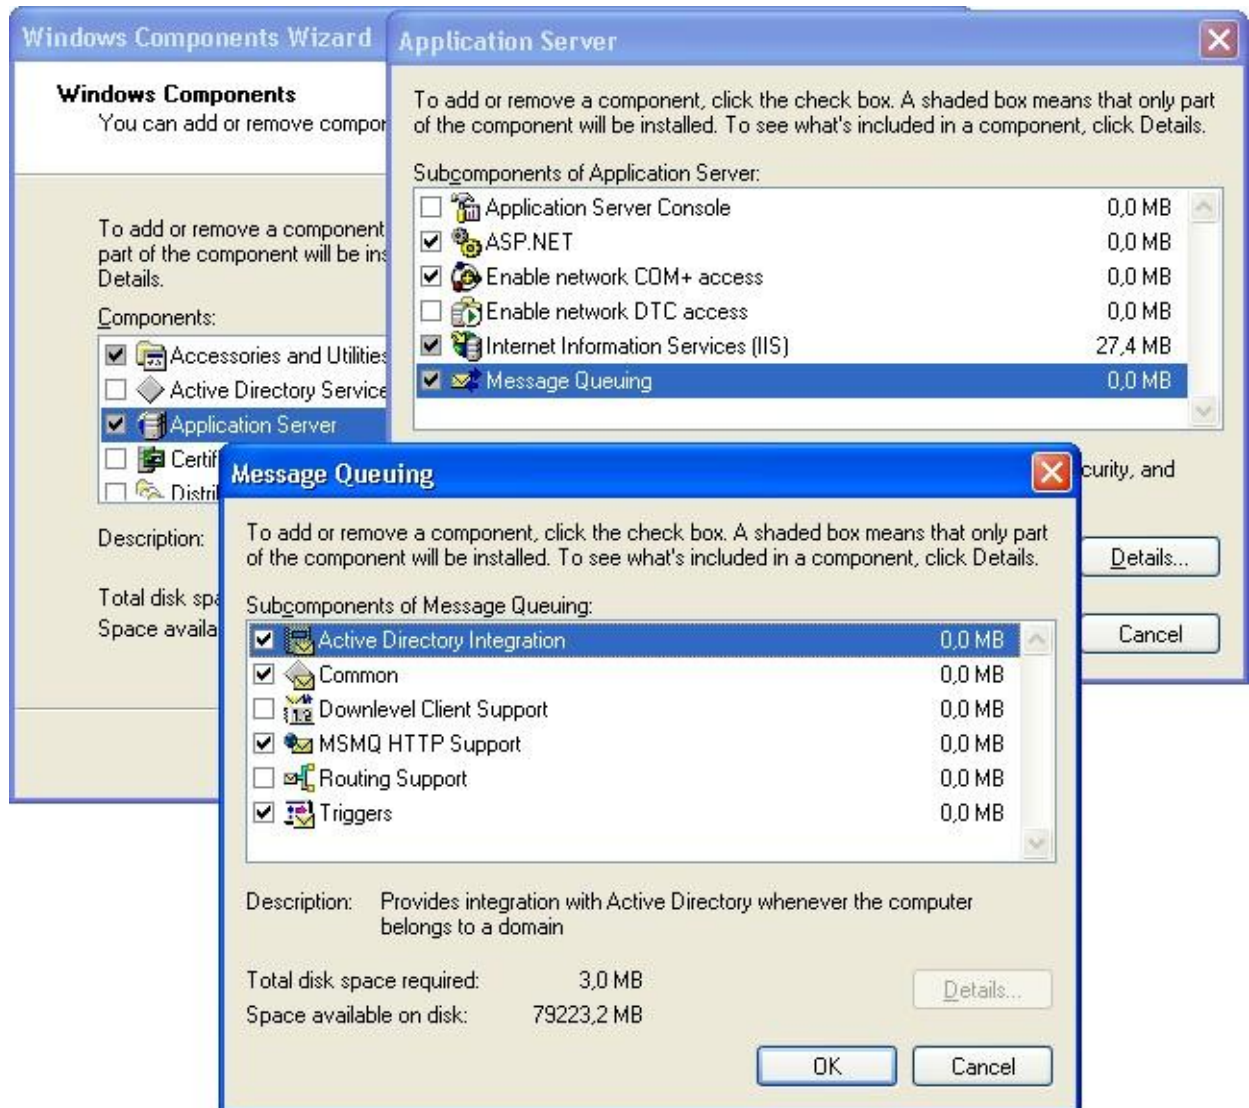 Windows Components Wizard
Windows Components
You can add or remove compor
To add or remove a component
part of the component will be ins
Details.
Components:
Accessories and Utilities
Active Directory Service
Application Server
Certif
Distril
Description:
Total disk spa
Space availa
Application Server
To add or remove a component, click the check box. A shaded box means that only part
of the component will be installed. To see what's included in a component, click Details.
Subcomponents of Application Server:
Application Server Console 0,0 MB
ASP.NET 0,0 MB
Enable network COM+ access 0,0 MB
Enable network DTC access 0,0 MB
Internet Information Services (IIS) 27,4 MB
Message Queuing 0,0 MB
curity, and
Details...
Cancel
Message Queuing
To add or remove a component, click the check box. A shaded box means that only part
of the component will be installed. To see what's included in a component, click Details.
Subcomponents of Message Queuing:
Active Directory Integration 0,0 MB
Common 0,0 MB
Downlevel Client Support 0,0 MB
MSMQ HTTP Support 0,0 MB
Routing Support 0,0 MB
Triggers 0,0 MB
Description: Provides integration with Active Directory whenever the computer
belongs to a domain
Total disk space required: 3,0 MB
Space available on disk: 79223,2 MB
Details...
OK Cancel